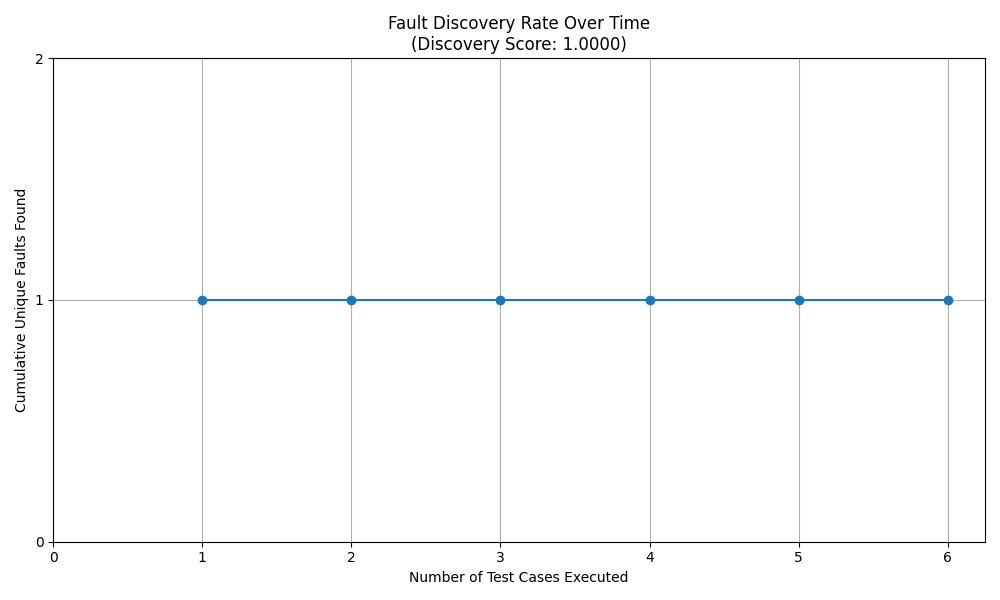 Fault Discovery Rate Over Time
(Discovery Score: 1.0000)
Cumulative Unique Faults Found
2
1
0
0 1 2 3 4 5 6
Number of Test Cases Executed